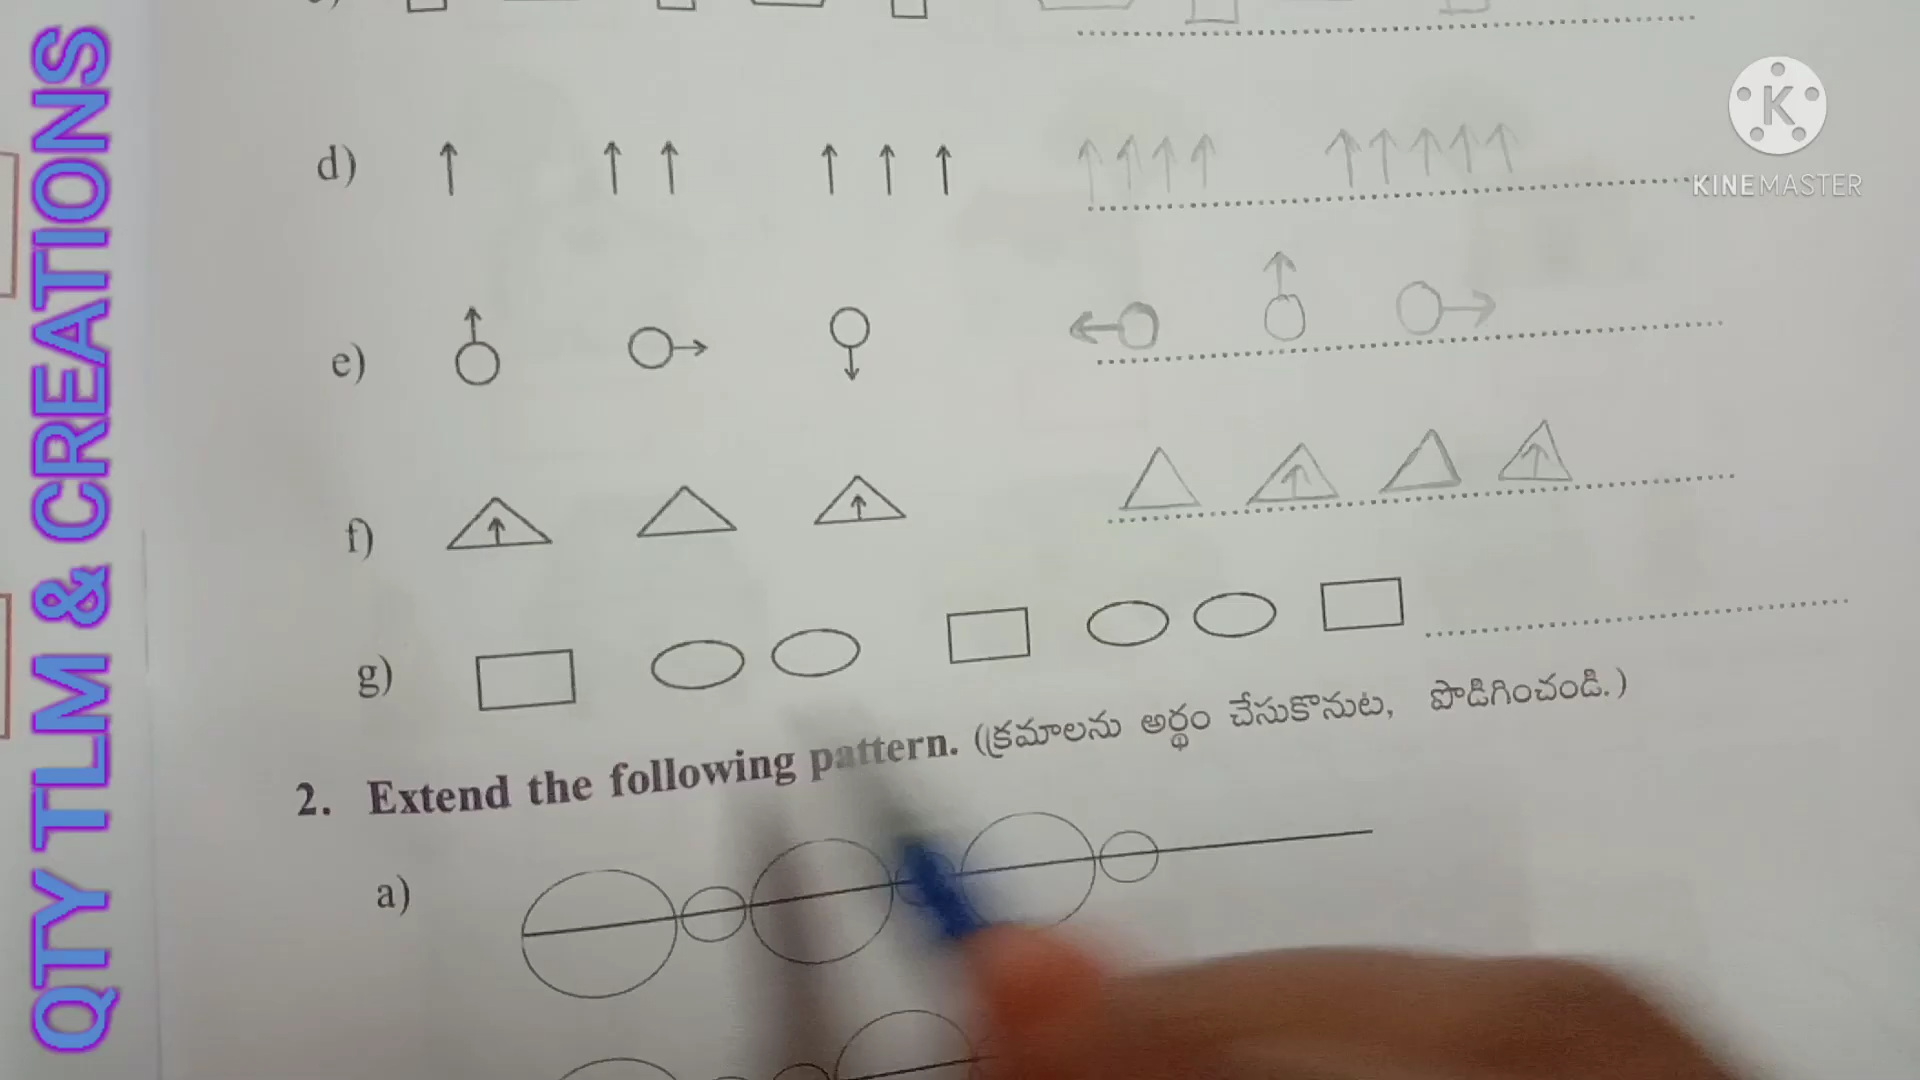 QTY TLM & CREATIONS
KINEMASTER
d)
e)
f)
g)
2. Extend the following pattern. (క్రమాలను అర్థం చేసుకొనుట, పొడిగించండి.)
a)